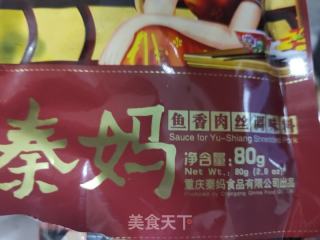 秦妈
鱼香肉丝调味料
Sauce for Yu-Shiang Shredded Pork
净含量: 80g
Net Wt.: 80g (2.8 oz)
重庆秦妈食品有限公司出品
美食天下